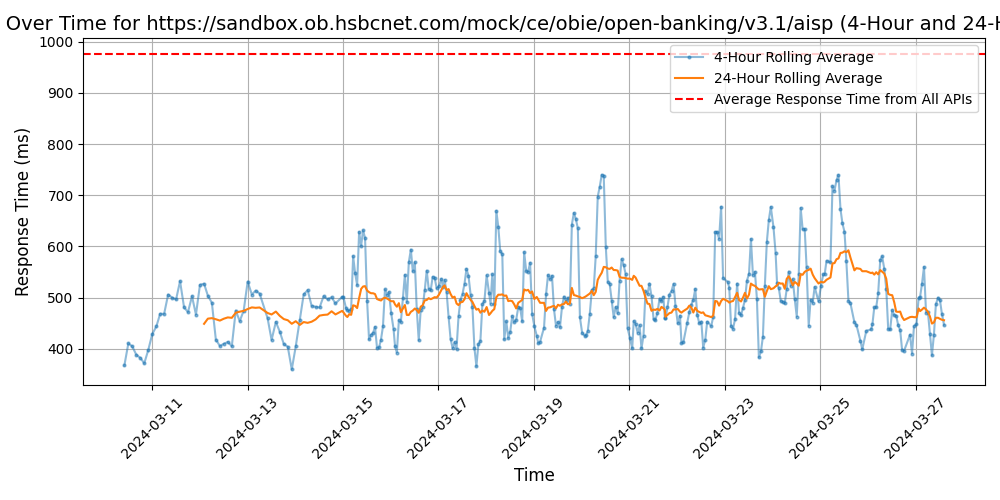 Over Time for https://sandbox.ob.hsbcnet.com/mock/ce/obie/open-banking/v3.1/aisp (4-Hour and 24-H
1000
900
800
700
600
500
400
Response Time (ms)
4-Hour Rolling Average
24-Hour Rolling Average
Average Response Time from All APIs
2024-03-11
2024-03-13
2024-03-15
2024-03-17
2024-03-19
2024-03-21
2024-03-23
2024-03-25
2024-03-27
Time